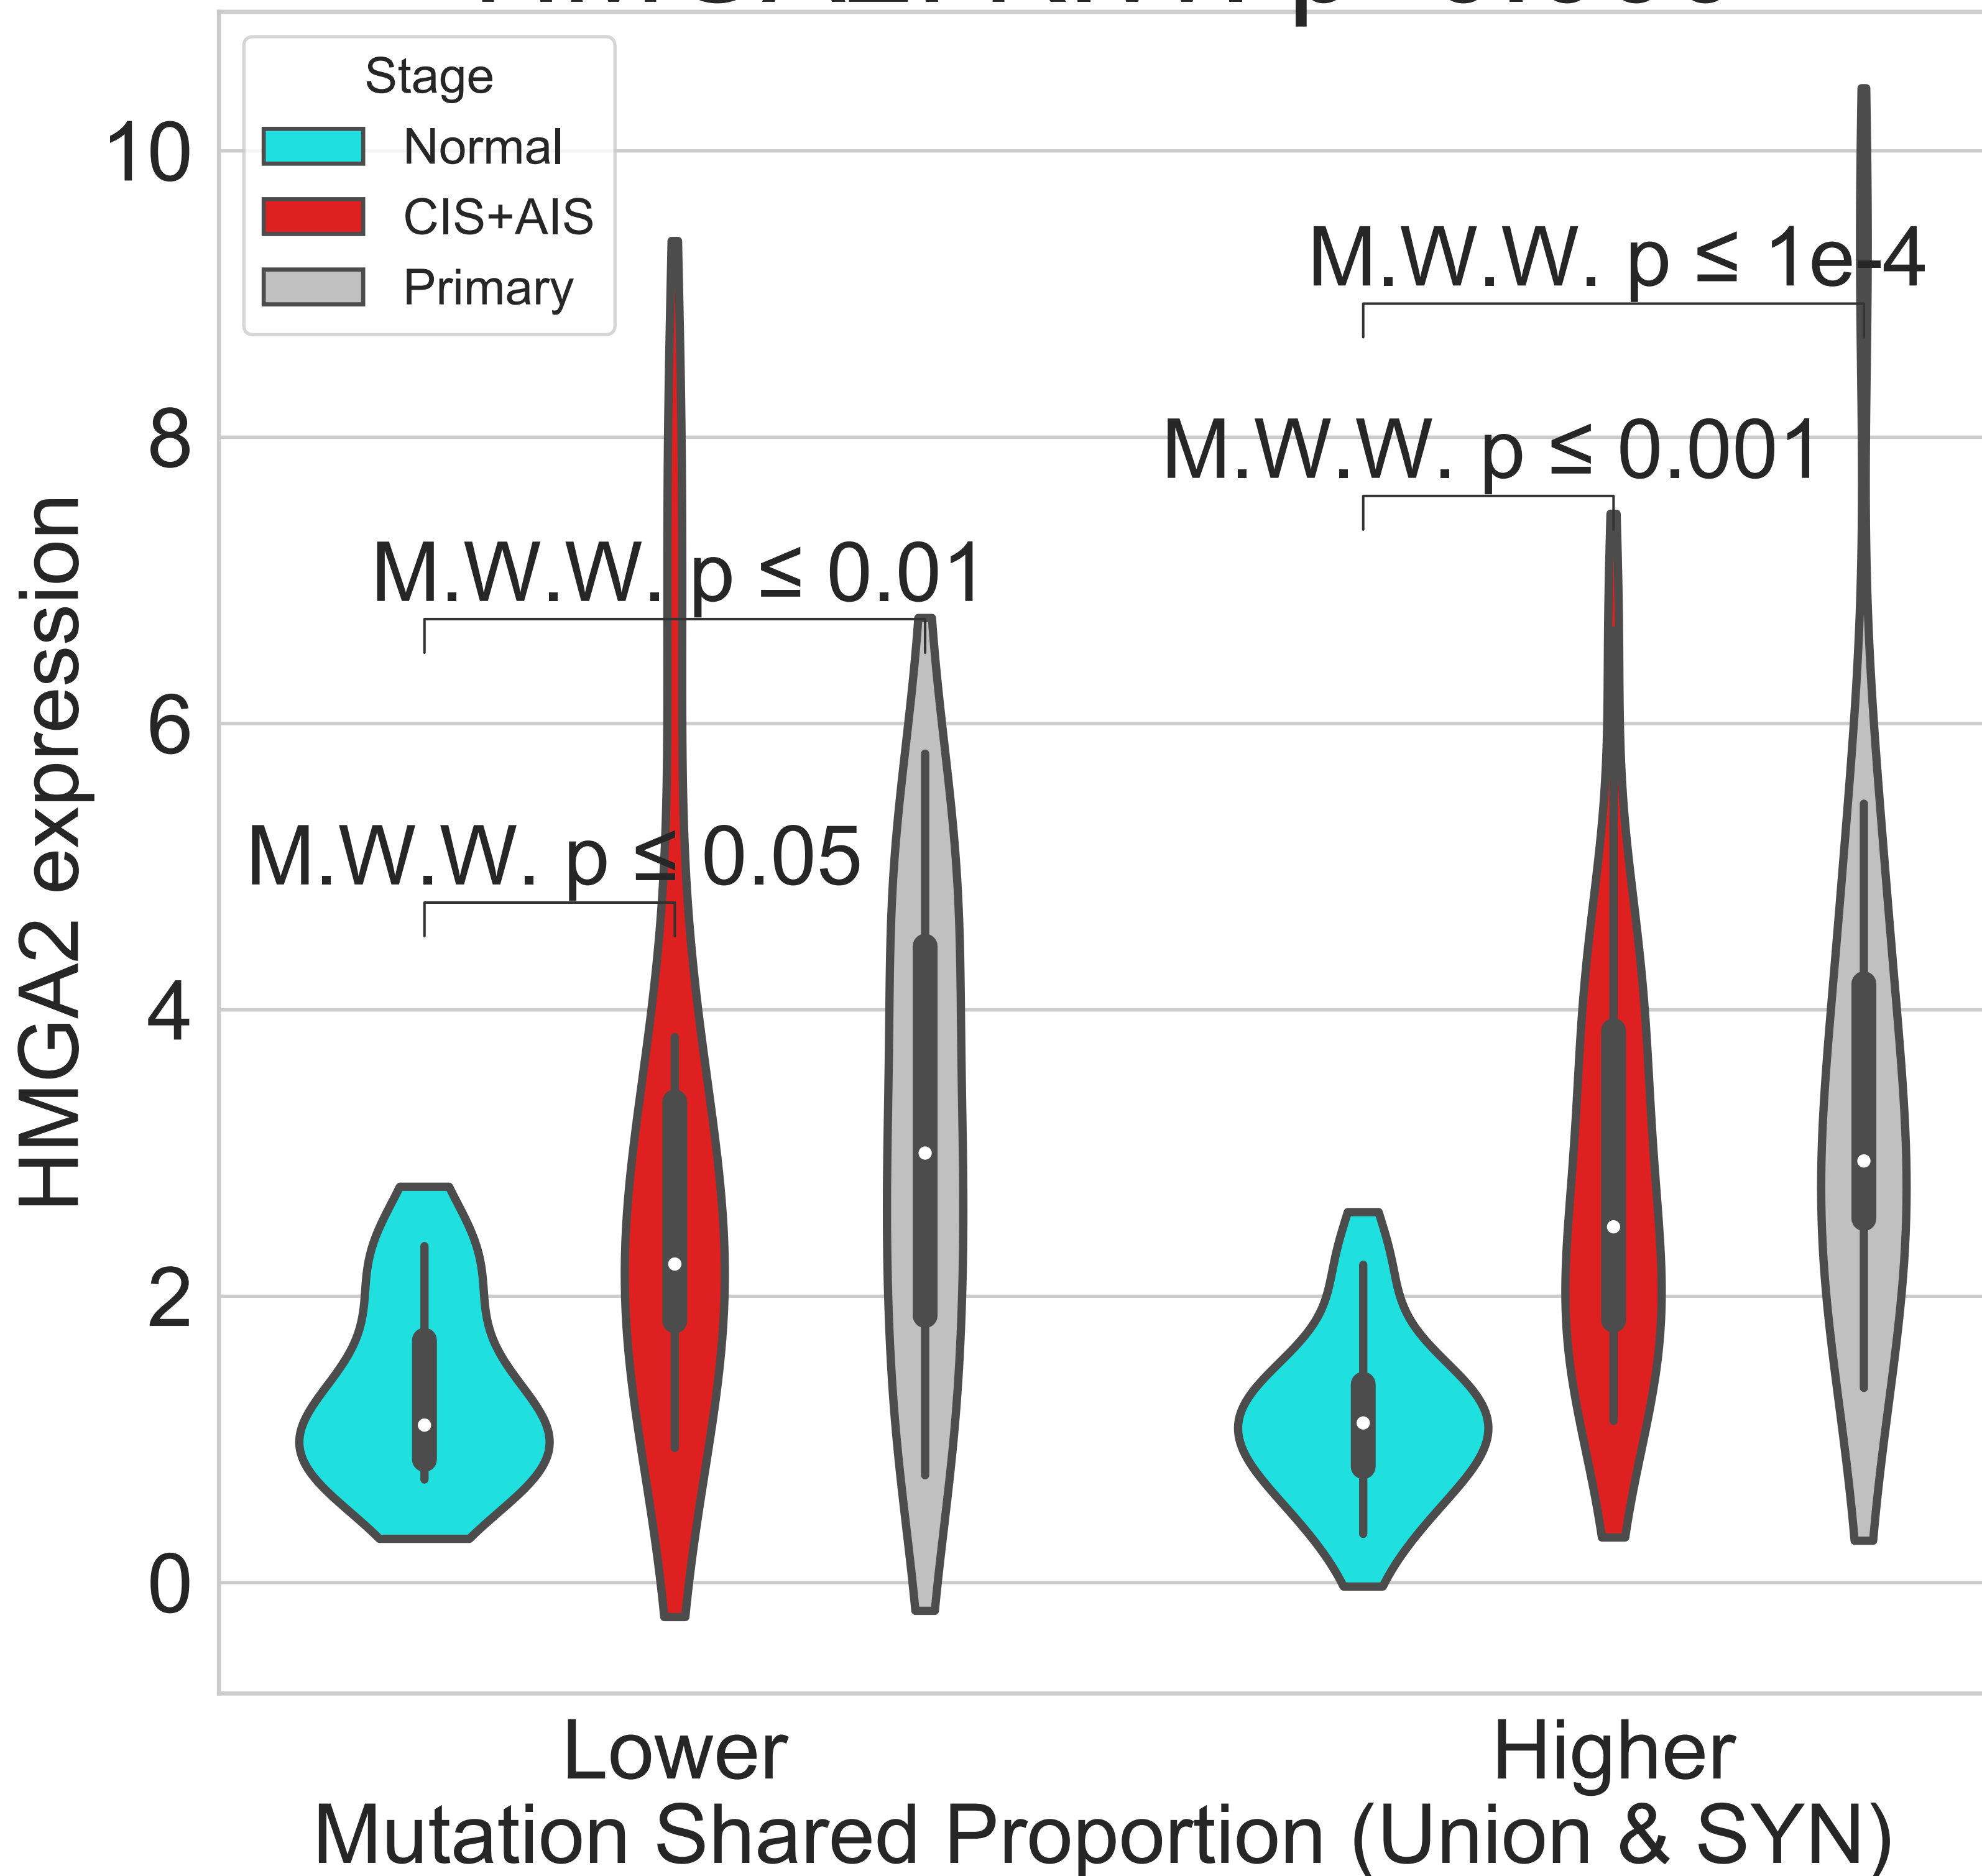 Stage
Normal
CIS+AIS
Primary
10
8
6
4
2
0
HMGA2 expression
M.W.W. p ≤ 1e-4
M.W.W. p ≤ 0.001
M.W.W. p ≤ 0.01
M.W.W. p ≤ 0.05
Lower
Higher
Mutation Shared Proportion (Union & SYN)